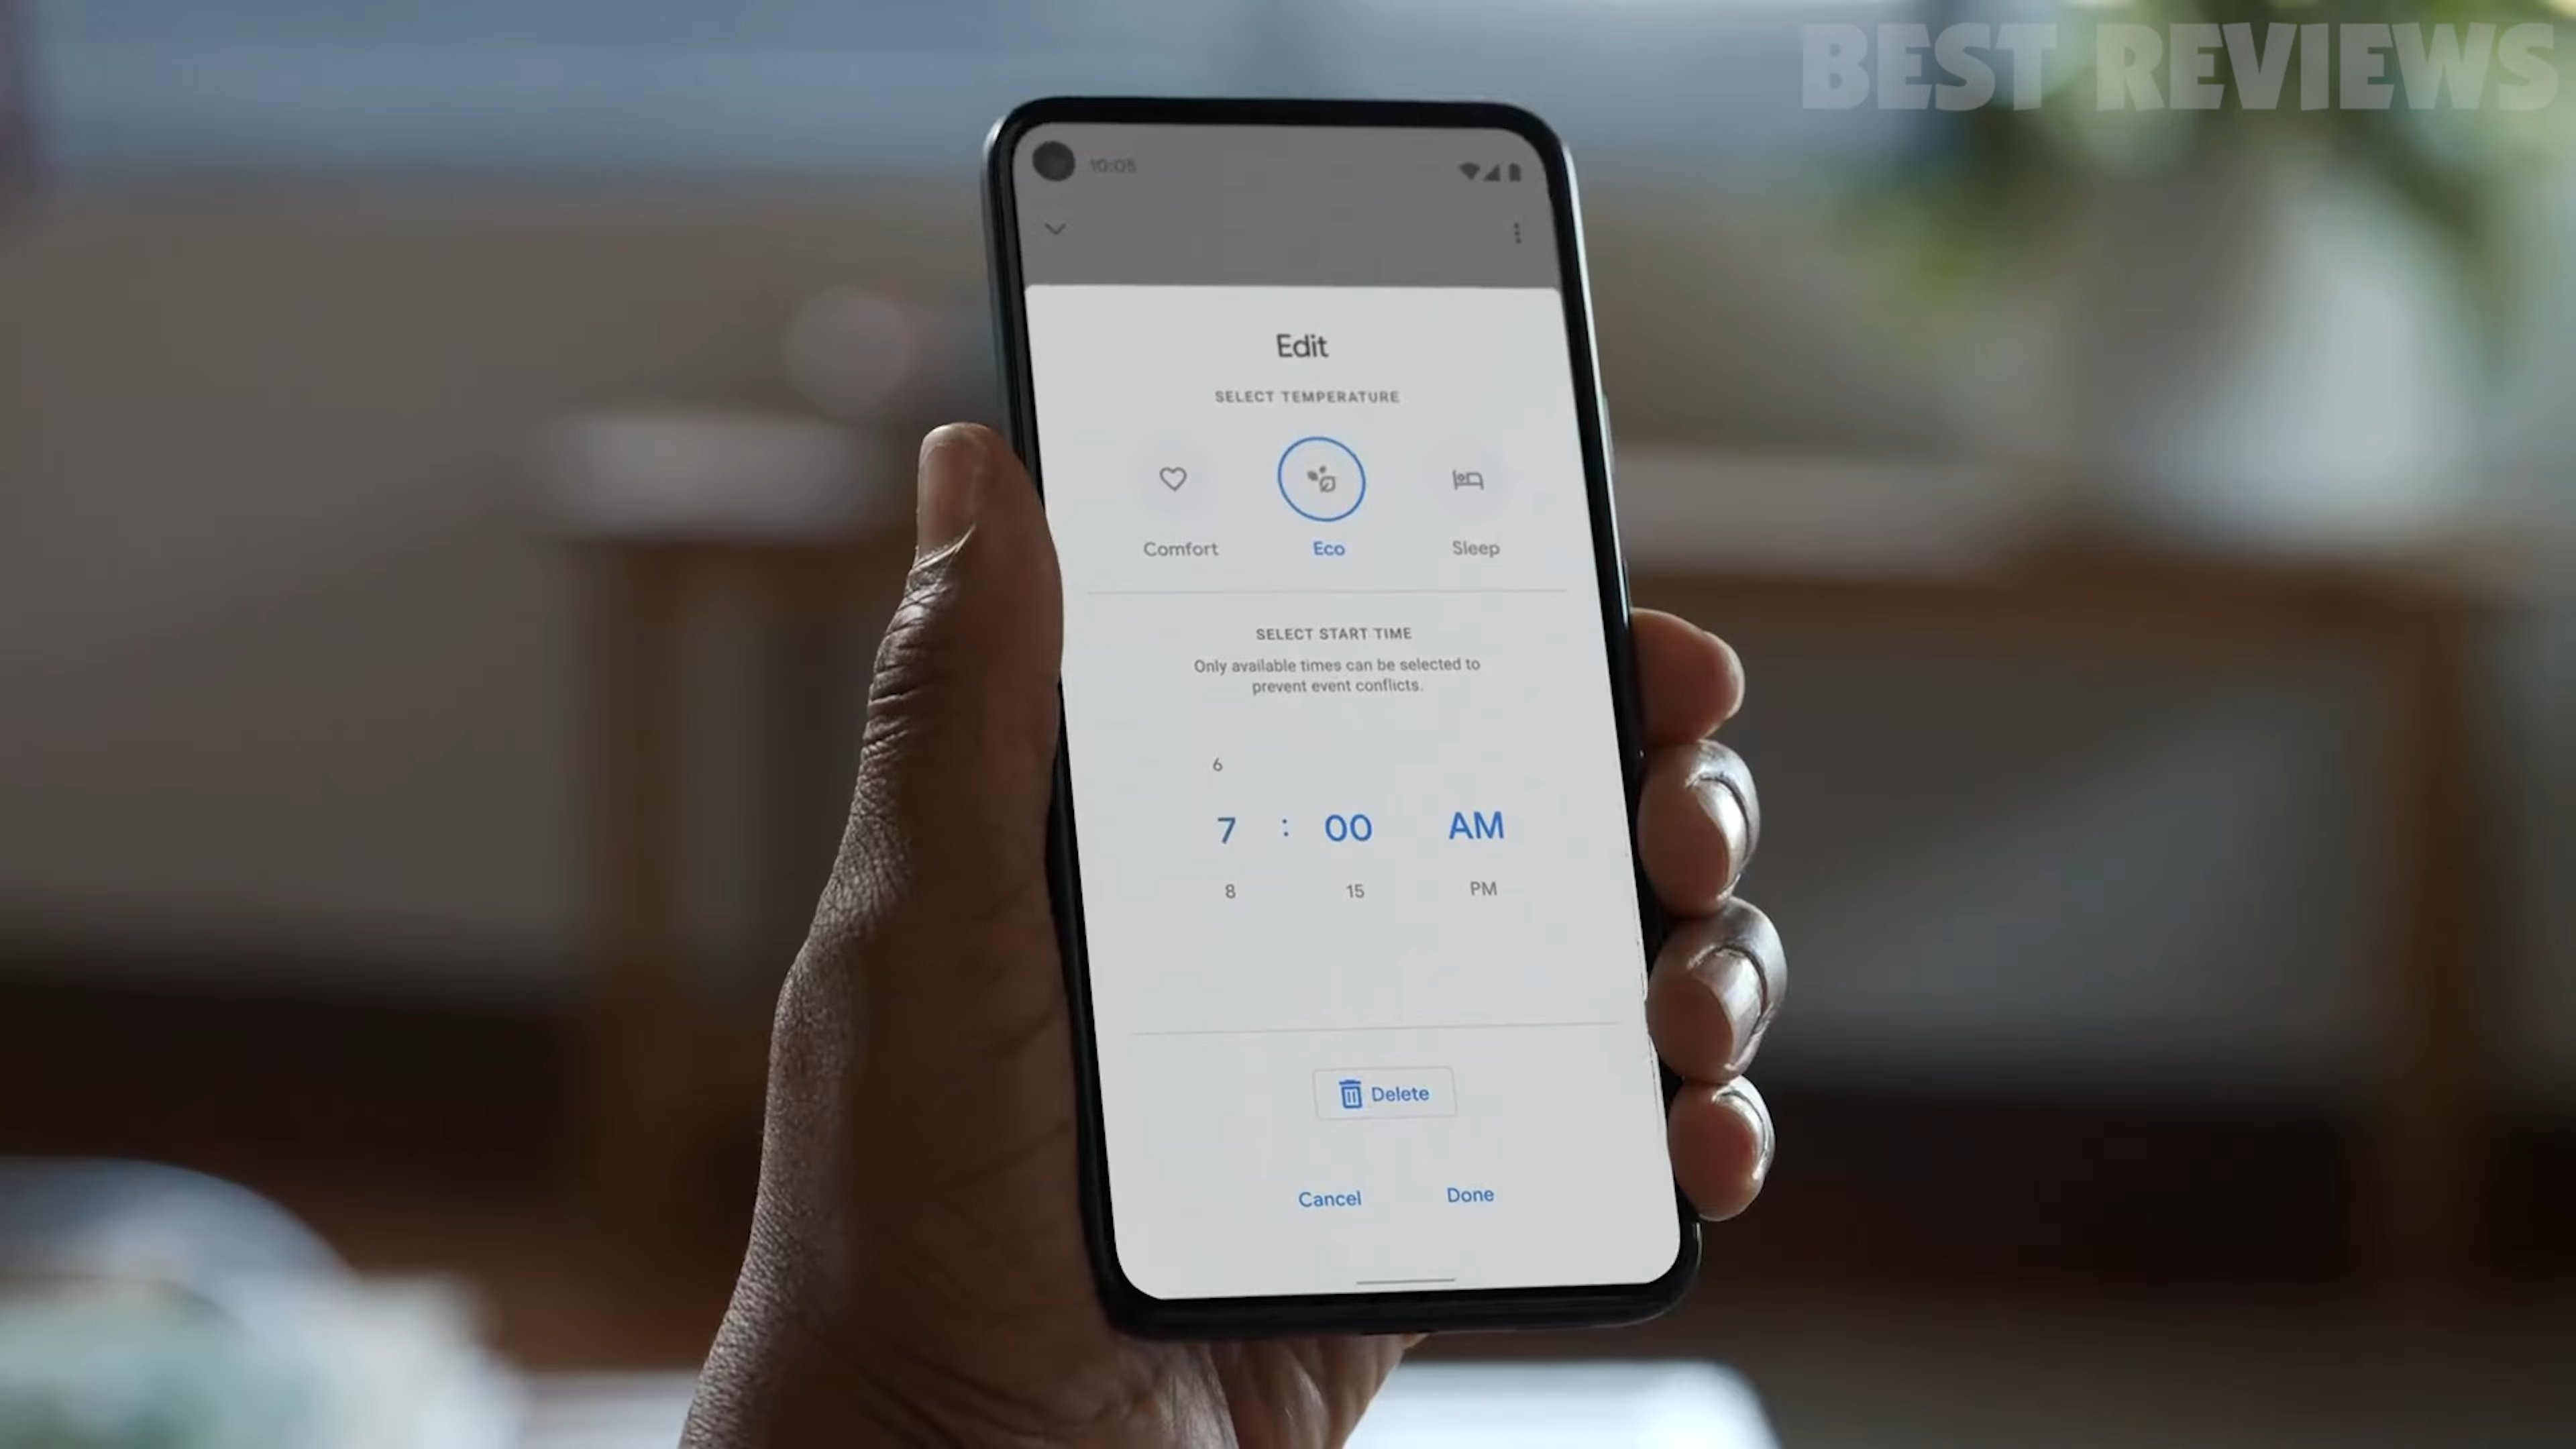 BEST REVIEWS
10:05
Edit
SELECT TEMPERATURE
Comfort Eco Sleep
SELECT START TIME
Only available times can be selected to
prevent event conflicts.
6
7 : 00 AM
8 15 PM
Delete
Cancel Done